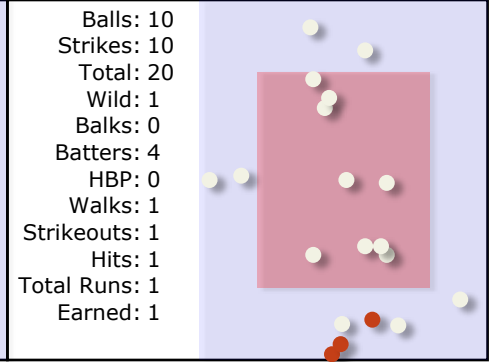 Balls: 10
Strikes: 10
Total: 20
Wild: 1
Balks: 0
Batters: 4
HBP: 0
Walks: 1
Strikeouts: 1
Hits: 1
Total Runs: 1
Earned: 1